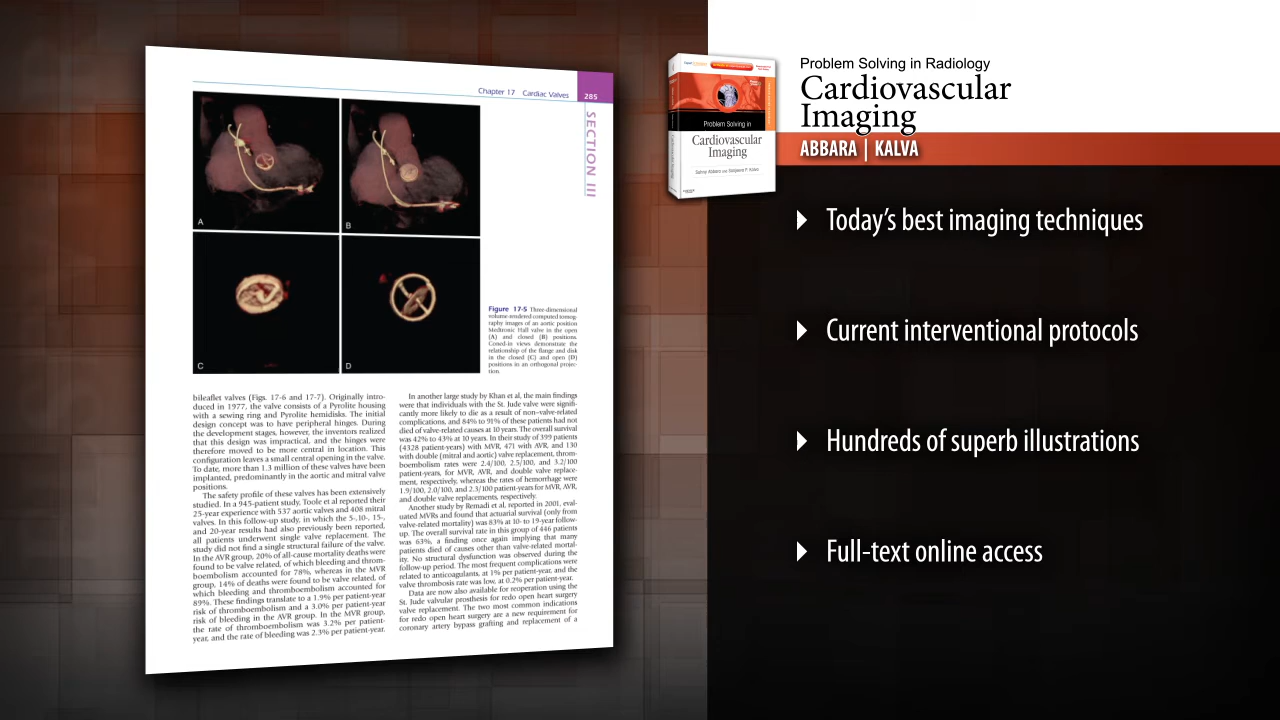 Chapter 17 Cardiac Valves
285
SECTION III
A
B
C
D
Figure 17-5 Three-dimensional
volume-rendered computed tomog-
raphy images of an aortic position
Medtronic Hall valve in the open
(A) and closed (B) positions.
Coned-in views demonstrate the
relationship of the flange and disk
in the closed (C) and open (D)
positions in an orthogonal projec-
tion.
bileaflet valves (Figs. 17-6 and 17-7). Originally intro-
duced in 1977, the valve consists of a Pyrolite housing
with a sewing ring and Pyrolite hemidisks. The initial
design concept was to have peripheral hinges. During
the development stages, however, the inventors realized
that this design was impractical, and the hinges were
therefore moved to be more central in location. This
configuration leaves a small central opening in the valve.
To date, more than 1.3 million of these valves have been
implanted, predominantly in the aortic and mitral valve
positions.
The safety profile of these valves has been extensively
studied. In a 945-patient study, Toole et al reported their
25-year experience with 537 aortic valves and 408 mitral
valves. In this follow-up study, in which the 5-,10-, 15-,
and 20-year results had also previously been reported,
all patients underwent single valve replacement. The
study did not find a single structural failure of the valve.
In the AVR group, 20% of all-cause mortality deaths were
found to be valve related, of which bleeding and throm-
boembolism accounted for 78%, whereas in the MVR
group, 14% of deaths were found to be valve related, of
which bleeding and thromboembolism accounted for
89%. These findings translate to a 1.9% per patient-year
risk of thromboembolism and a 3.0% per patient-year
risk of bleeding in the AVR group. In the MVR group,
the rate of thromboembolism was 3.2% per patient-
year, and the rate of bleeding was 2.3% per patient-year.
In another large study by Khan et al, the main findings
were that individuals with the St. Jude valve were signifi-
cantly more likely to die as a result of non–valve-related
complications, and 84% to 91% of these patients had not
died of valve-related causes at 10 years. The overall survival
was 42% to 43% at 10 years. In their study of 399 patients
(4328 patient-years) with MVR, 471 with AVR, and 130
with double (mitral and aortic) valve replacement, throm-
boembolism rates were 2.4/100, 2.5/100, and 3.2/100
patient-years, for MVR, AVR, and double valve replace-
ment, respectively, whereas the rates of hemorrhage were
1.9/100, 2.0/100, and 2.3/100 patient-years for MVR, AVR,
and double valve replacements, respectively.
Another study by Remadi et al, reported in 2001, eval-
uated MVRs and found that actuarial survival (only from
valve-related mortality) was 83% at 10- to 19-year follow-
up. The overall survival rate in this group of 446 patients
was 63%, a finding once again implying that many
patients died of causes other than valve-related mortal-
ity. No structural dysfunction was observed during the
follow-up period. The most frequent complications were
related to anticoagulants, at 1% per patient-year, and the
valve thrombosis rate was low, at 0.2% per patient-year.
Data are now also available for reoperation using the
St. Jude valvular prosthesis for redo open heart surgery
valve replacement. The two most common indications
for redo open heart surgery are a new requirement for
coronary artery bypass grafting and replacement of a
Problem Solving in
Cardiovascular
Imaging
Suhny Abbara AND Sanjeeva P. Kalva
Problem Solving in Radiology
Cardiovascular
Imaging
ABBARA | KALVA
Today's best imaging techniques
Current interventional protocols
Hundreds of superb illustrations
Full-text online access